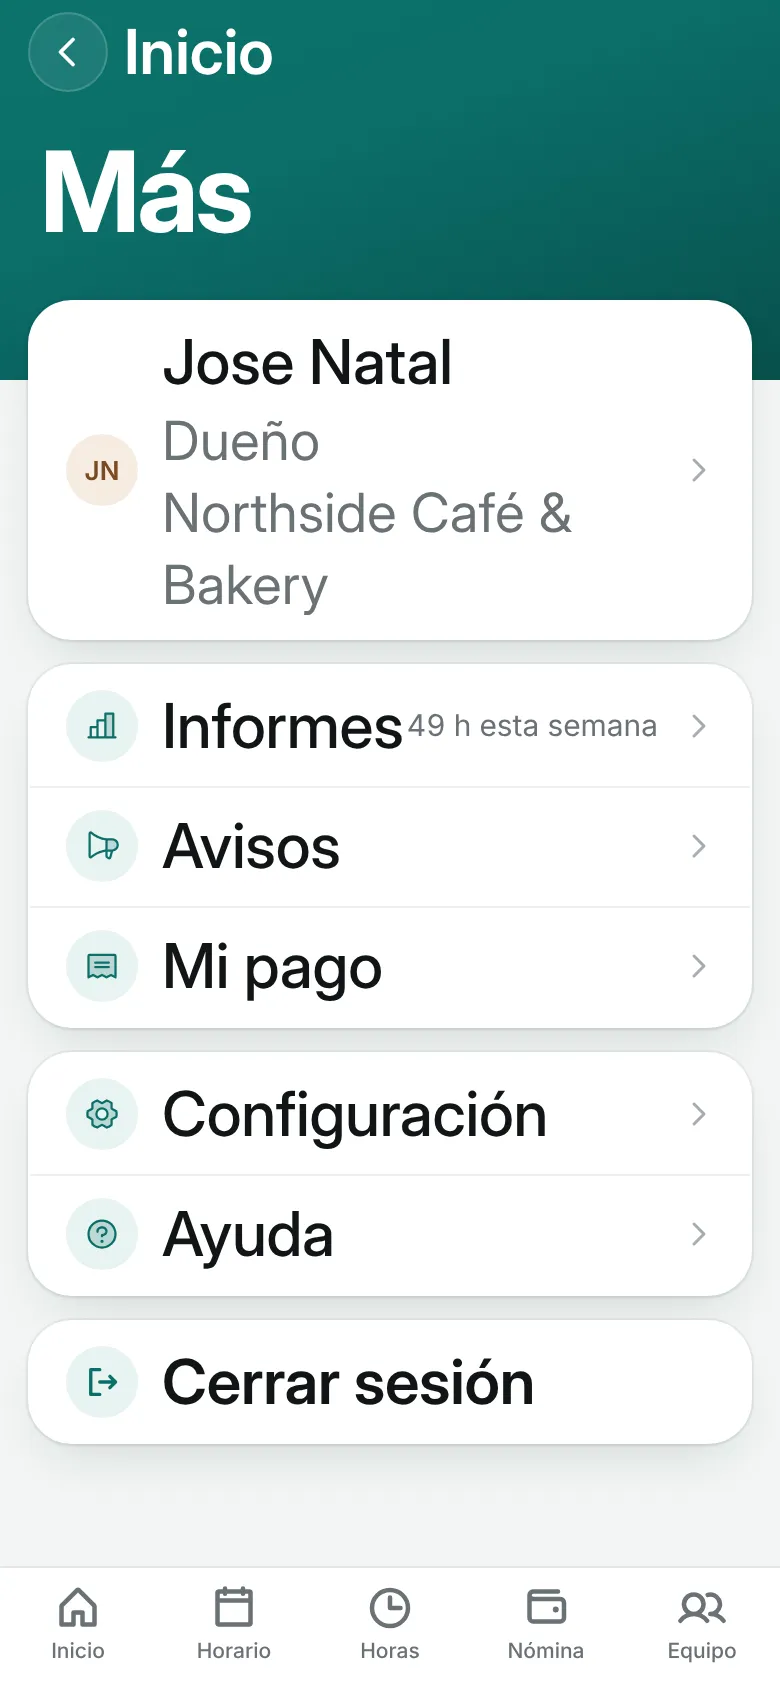 Inicio
Más
Jose Natal
JN
Dueño
Northside Café &
Bakery
Informes 49 h esta semana
Avisos
Mi pago
Configuración
Ayuda
Cerrar sesión
Inicio Horario Horas Nómina Equipo